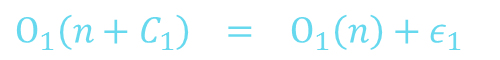 O₁(n + C₁) = O₁(n) + ϵ₁